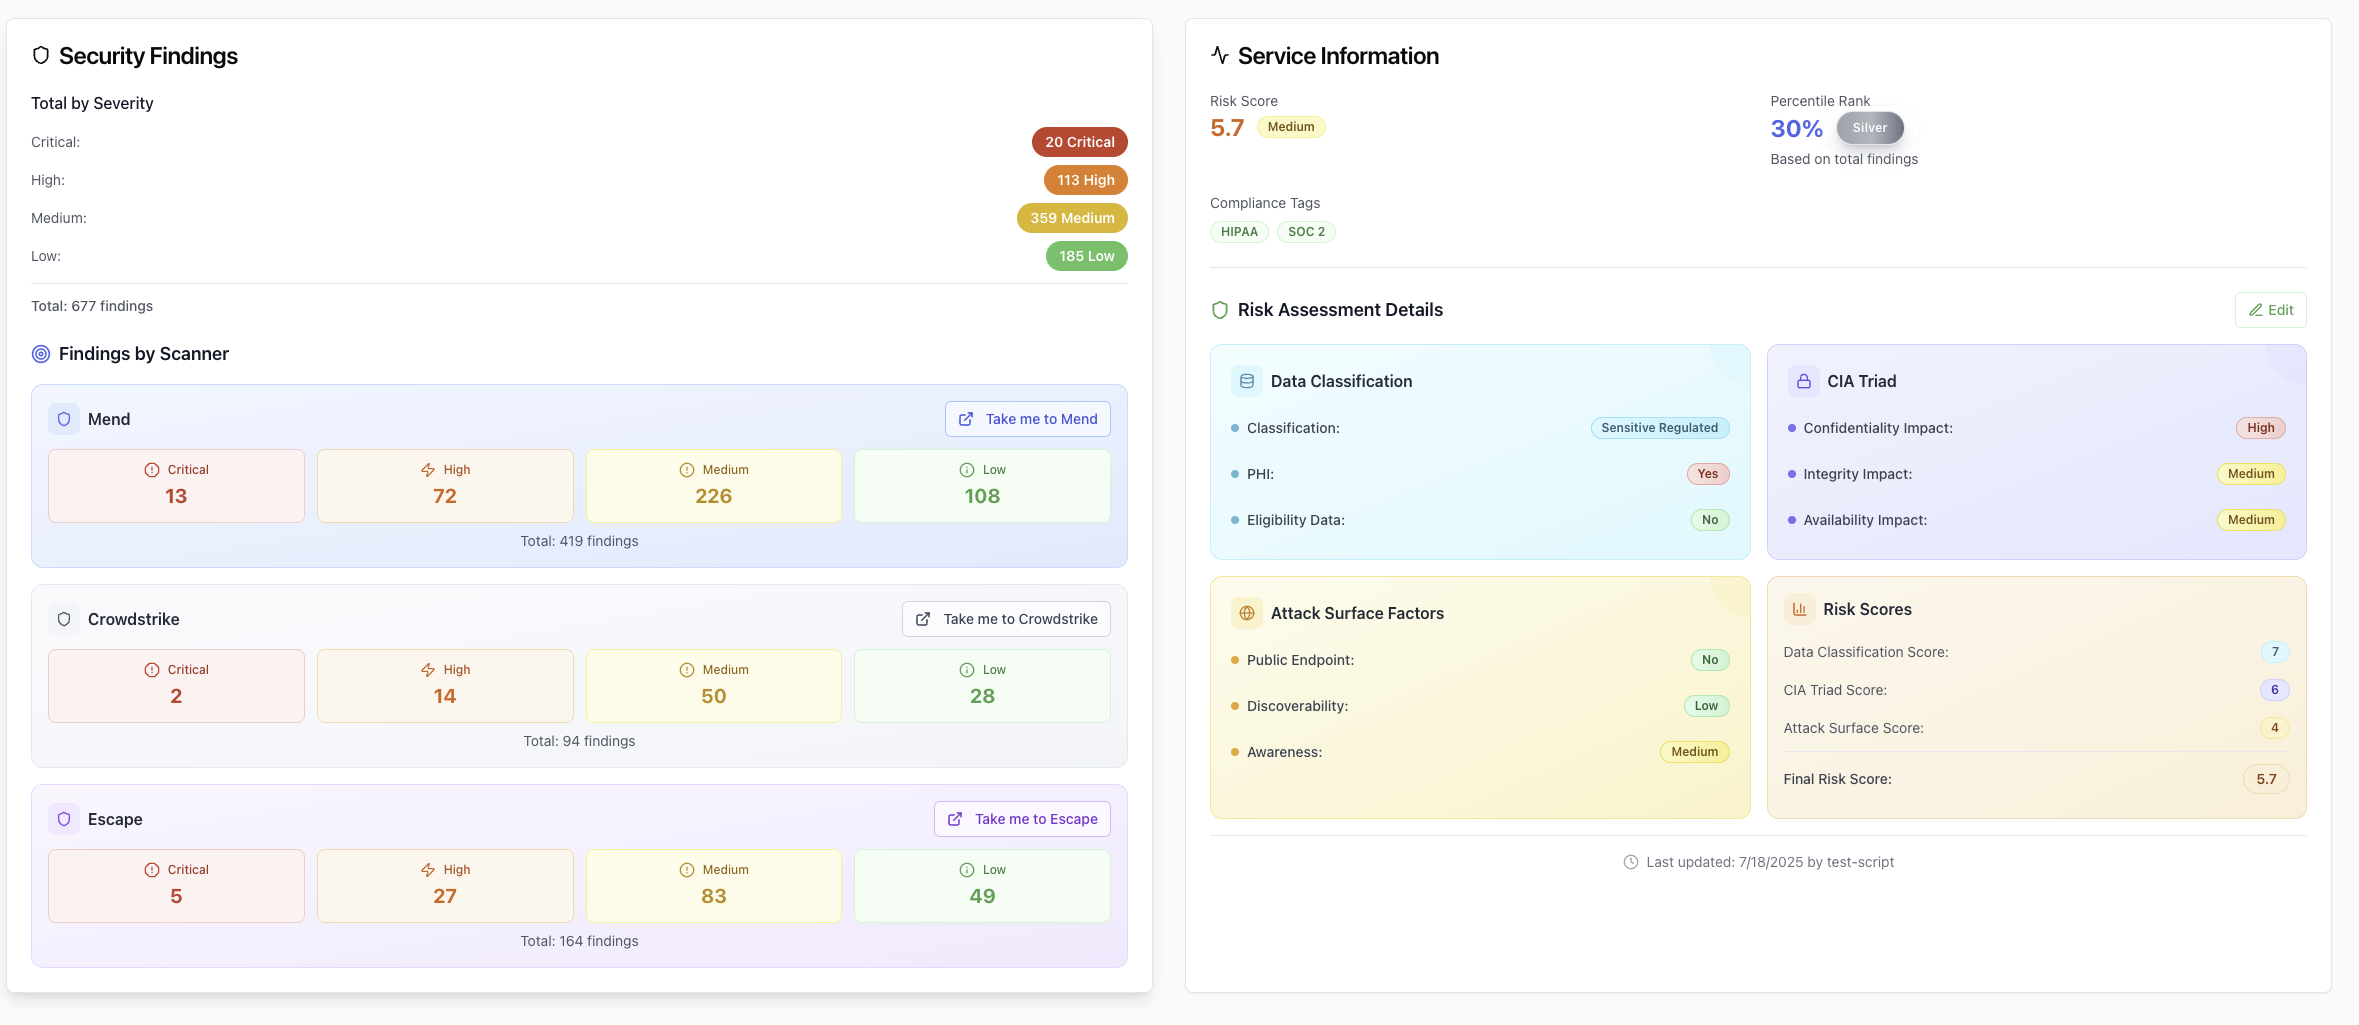 Security Findings
Total by Severity
Critical: 20 Critical
High: 113 High
Medium: 359 Medium
Low: 185 Low
Total: 677 findings
Findings by Scanner
Mend Take me to Mend
Critical High Medium Low
13 72 226 108
Total: 419 findings
Crowdstrike Take me to Crowdstrike
Critical High Medium Low
2 14 50 28
Total: 94 findings
Escape Take me to Escape
Critical High Medium Low
5 27 83 49
Total: 164 findings
Service Information
Risk Score Percentile Rank
5.7 Medium 30% Silver
Based on total findings
Compliance Tags
HIPAA SOC 2
Risk Assessment Details Edit
Data Classification
Classification: Sensitive Regulated
PHI: Yes
Eligibility Data: No
CIA Triad
Confidentiality Impact: High
Integrity Impact: Medium
Availability Impact: Medium
Attack Surface Factors
Public Endpoint: No
Discoverability: Low
Awareness: Medium
Risk Scores
Data Classification Score: 7
CIA Triad Score: 6
Attack Surface Score: 4
Final Risk Score: 5.7
Last updated: 7/18/2025 by test-script